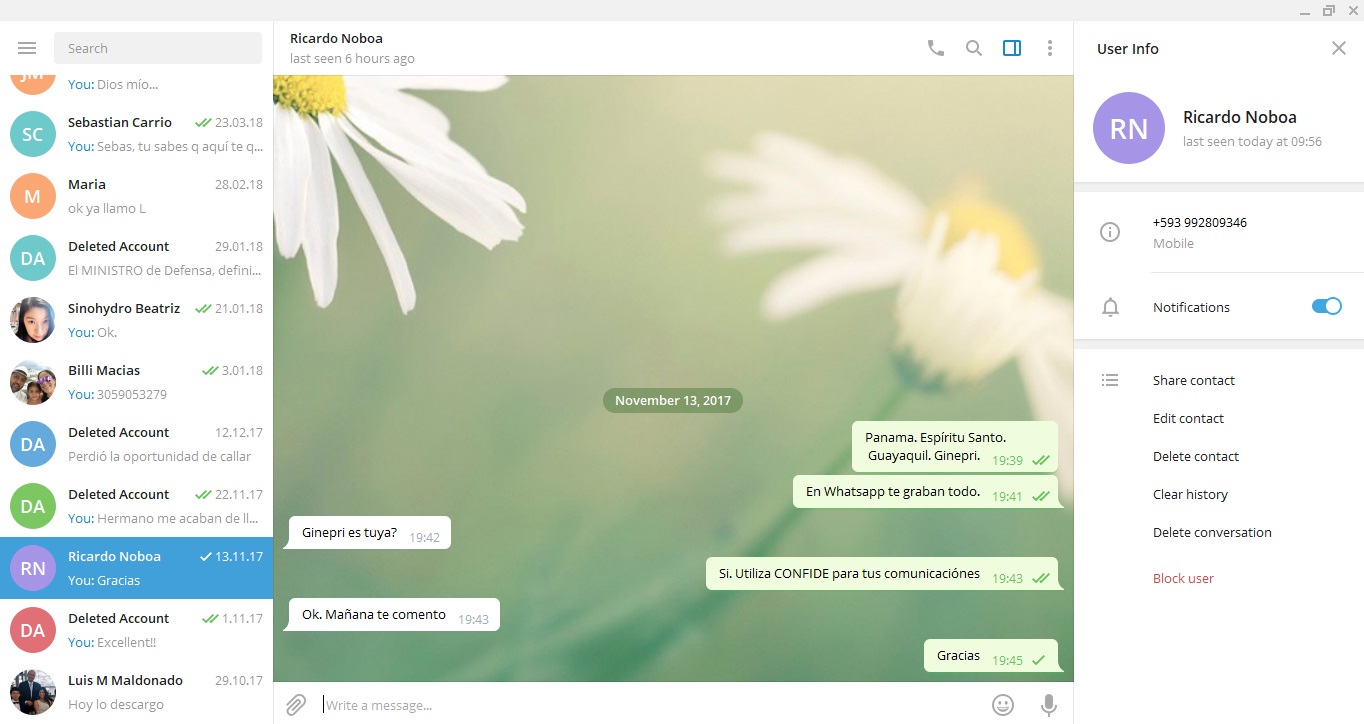 Search
JM
You: Dios mío...
SC
Sebastian Carrio
23.03.18
You: Sebas, tu sabes q aquí te q...
M
Maria
28.02.18
ok ya llamo L
DA
Deleted Account
29.01.18
El MINISTRO de Defensa, defini...
Sinohydro Beatriz
21.01.18
You: Ok.
Billi Macias
3.01.18
You: 3059053279
DA
Deleted Account
12.12.17
Perdió la oportunidad de callar
DA
Deleted Account
22.11.17
You: Hermano me acaban de ll...
RN
Ricardo Noboa
13.11.17
You: Gracias
DA
Deleted Account
1.11.17
You: Excellent!!
Luis M Maldonado
29.10.17
Hoy lo descargo
Ricardo Noboa
last seen 6 hours ago
November 13, 2017
Panama. Espíritu Santo.
Guayaquil. Ginepri.
19:39
En Whatsapp te graban todo.
19:41
Ginepri es tuya?
19:42
Si. Utiliza CONFIDE para tus comunicaciónes
19:43
Ok. Mañana te comento
19:43
Gracias
19:45
Write a message...
User Info
RN
Ricardo Noboa
last seen today at 09:56
+593 992809346
Mobile
Notifications
Share contact
Edit contact
Delete contact
Clear history
Delete conversation
Block user